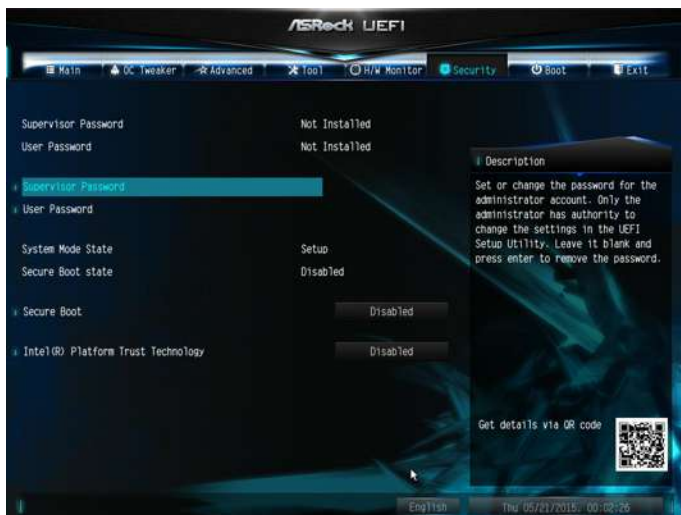 ASRock UEFI
Main OC Tweaker Advanced Tool H/W Monitor Security Boot Exit
Supervisor Password Not Installed
User Password Not Installed
Supervisor Password
User Password
System Mode State Setup
Secure Boot state Disabled
Secure Boot Disabled
Intel(R) Platform Trust Technology Disabled
Description
Set or change the password for the
administrator account. Only the
administrator has authority to
change the settings in the UEFI
Setup Utility. Leave it blank and
press enter to remove the password.
Get details via QR code
English Thu 05/21/2015. 00:02:26